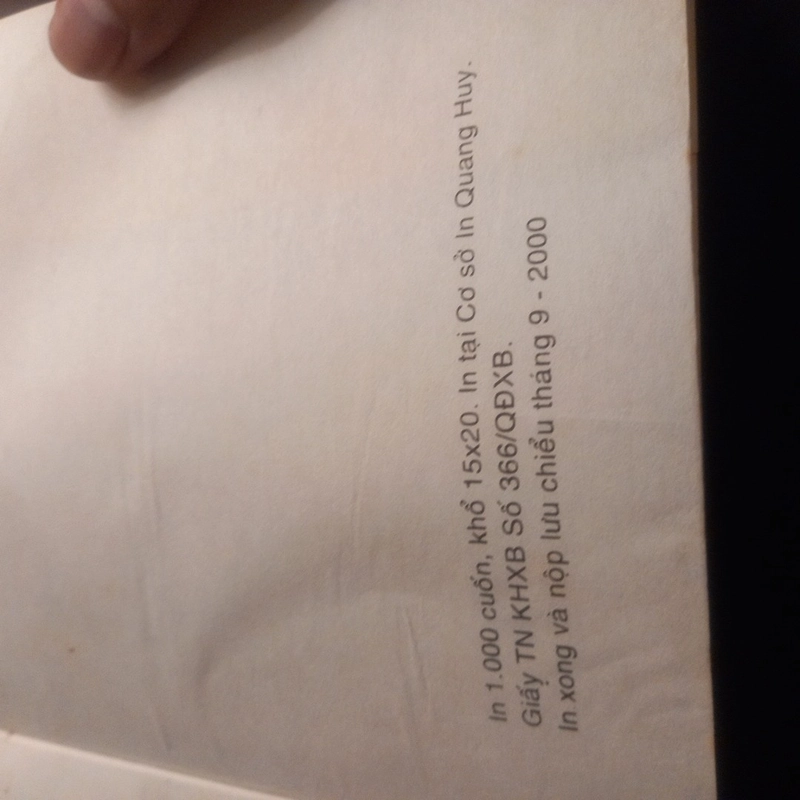 In 1.000 cuốn, khổ 15x20. In tại Cơ sở In Quang Huy.
Giấy TN KHXB Số 366/QĐXB.
In xong và nộp lưu chiểu tháng 9 - 2000